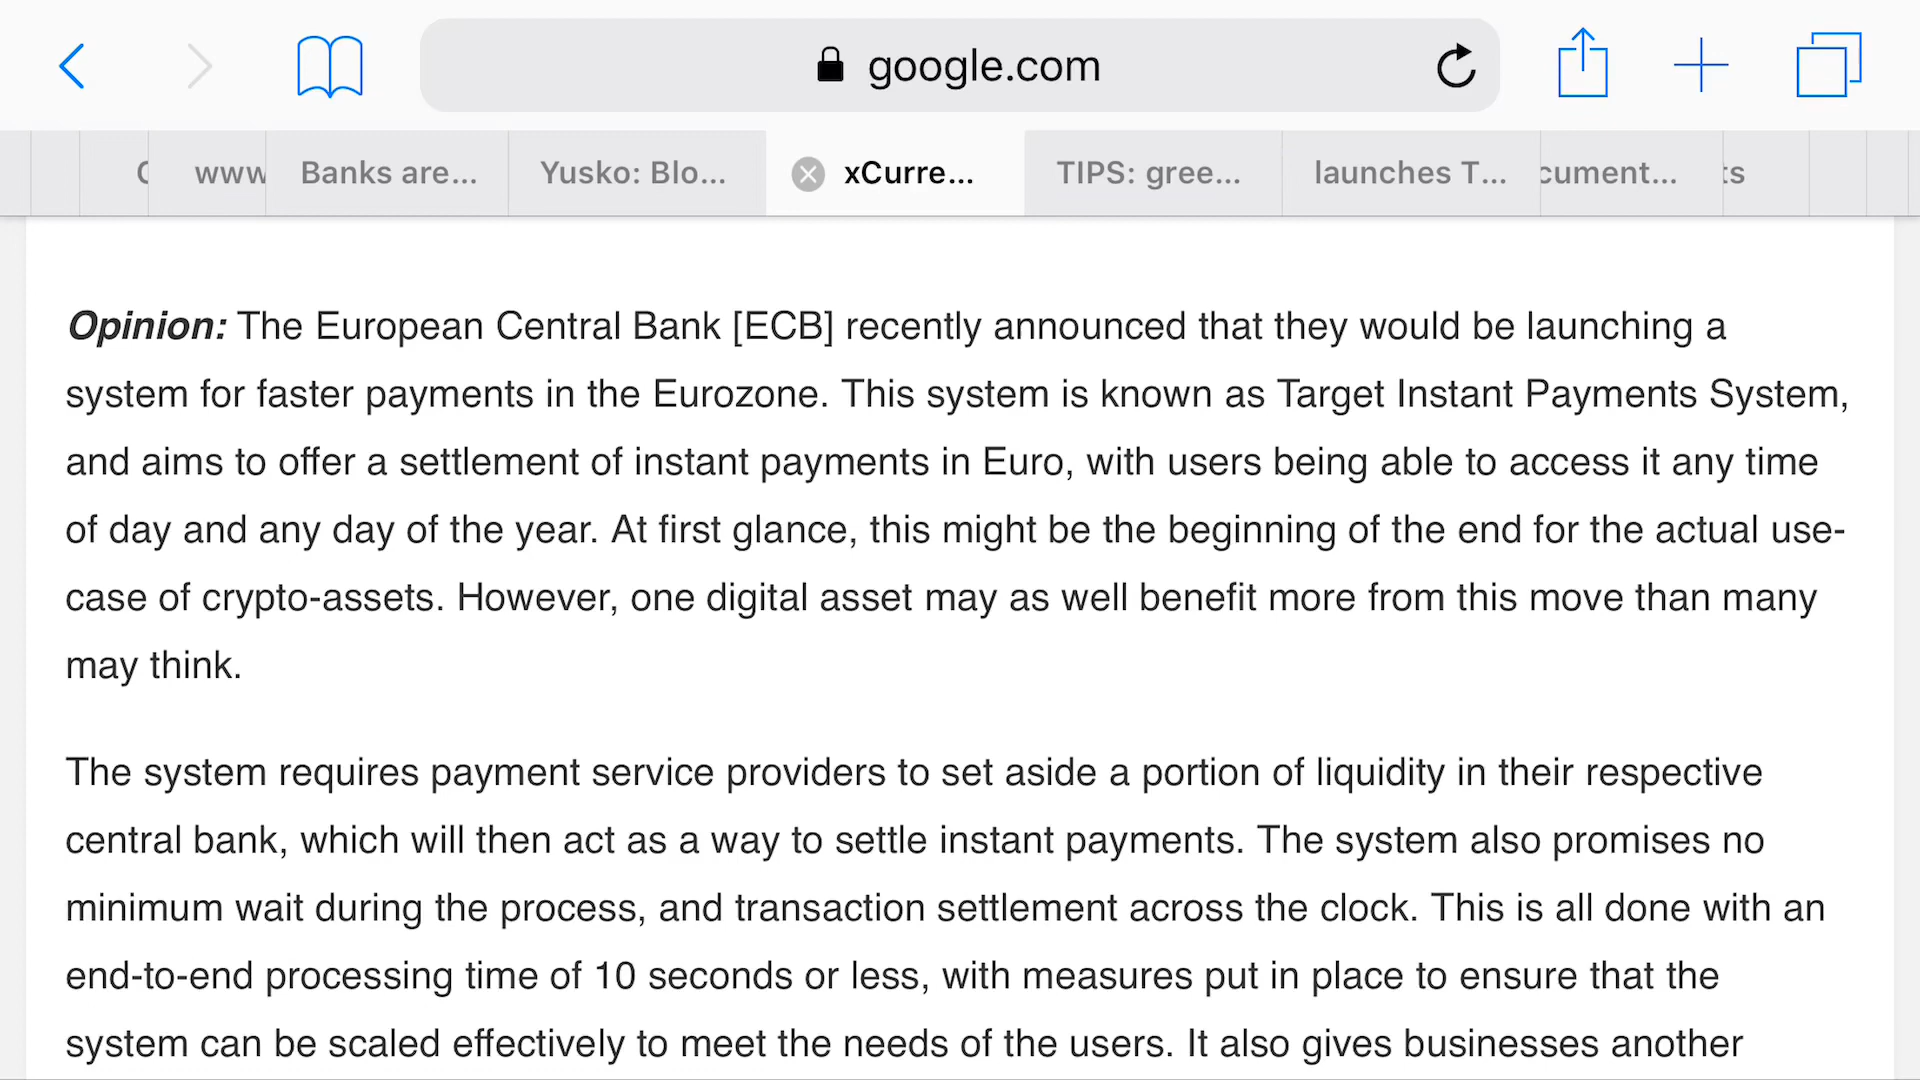 google.com
www
Banks are...
Yusko: Blo...
xCurre...
TIPS: gree...
launches T...
cument...
ts
Opinion: The European Central Bank [ECB] recently announced that they would be launching a
system for faster payments in the Eurozone. This system is known as Target Instant Payments System,
and aims to offer a settlement of instant payments in Euro, with users being able to access it any time
of day and any day of the year. At first glance, this might be the beginning of the end for the actual use-
case of crypto-assets. However, one digital asset may as well benefit more from this move than many
may think.
The system requires payment service providers to set aside a portion of liquidity in their respective
central bank, which will then act as a way to settle instant payments. The system also promises no
minimum wait during the process, and transaction settlement across the clock. This is all done with an
end-to-end processing time of 10 seconds or less, with measures put in place to ensure that the
system can be scaled effectively to meet the needs of the users. It also gives businesses another